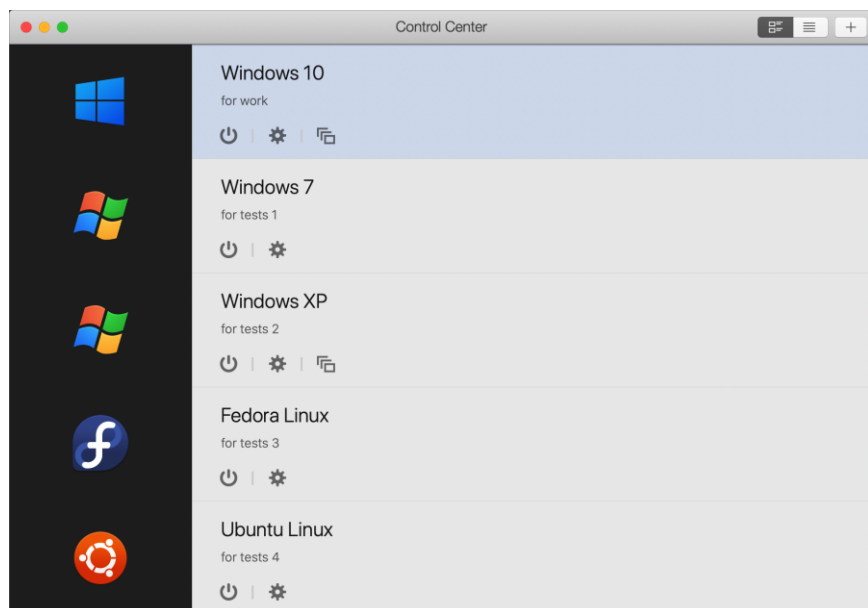 Control Center
Windows 10
for work
Windows 7
for tests 1
Windows XP
for tests 2
Fedora Linux
for tests 3
Ubuntu Linux
for tests 4